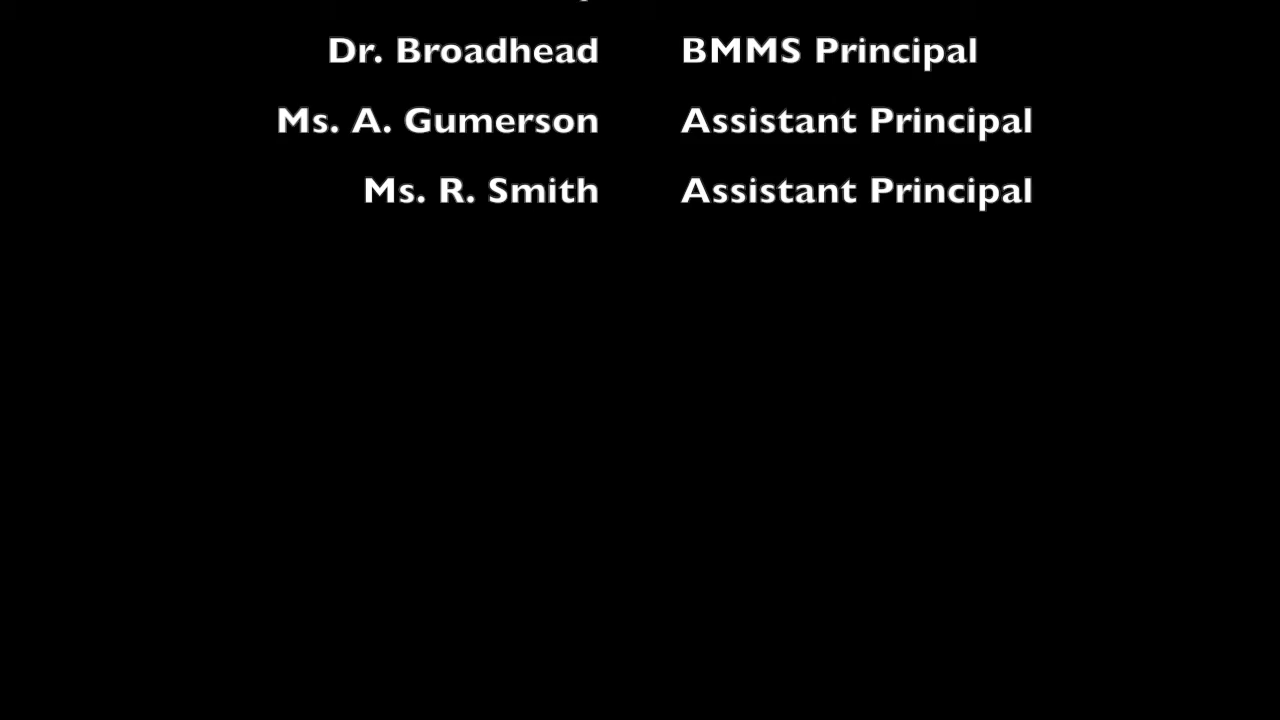 Dr. Broadhead BMMS Principal
Ms. A. Gumerson Assistant Principal
Ms. R. Smith Assistant Principal